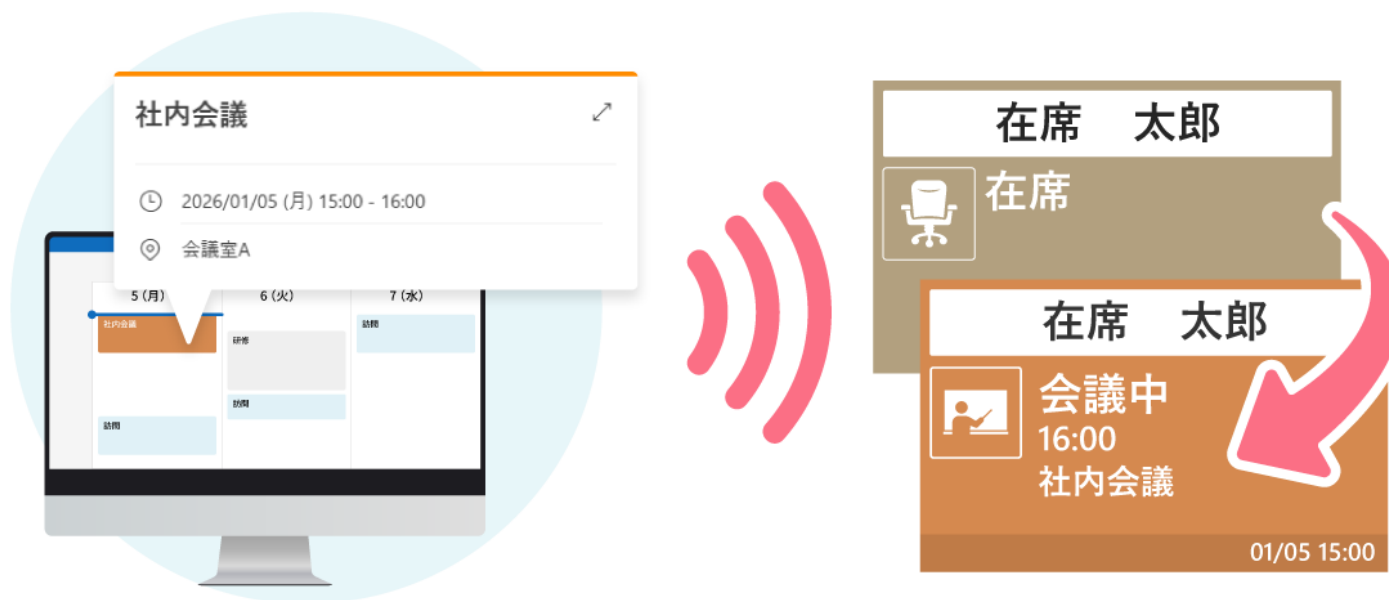 社内会議
2026/01/05 (月) 15:00 - 16:00
会議室A
5 (月)
6 (火)
7 (水)
社内会議
訪問
研修
訪問
訪問
在席　太郎
在席
在席　太郎
会議中
16:00
社内会議
01/05 15:00